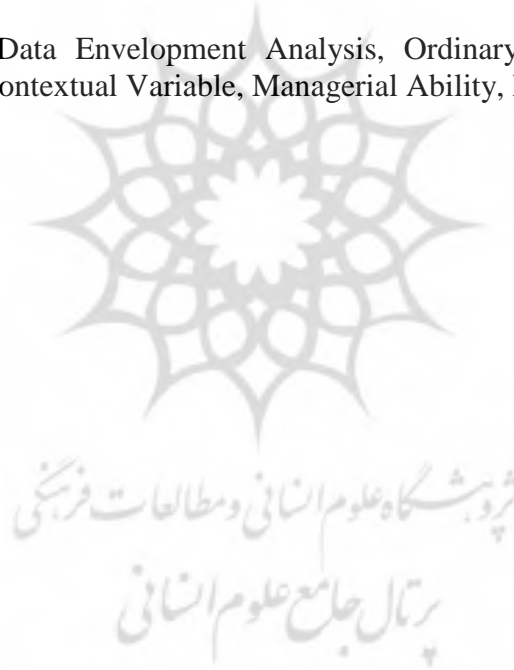 Data Envelopment Analysis, Ordinary
ontextual Variable, Managerial Ability,
پژوهشگاه علوم انسانی و مطالعات فرهنگی
پرتال جامع علوم انسانی